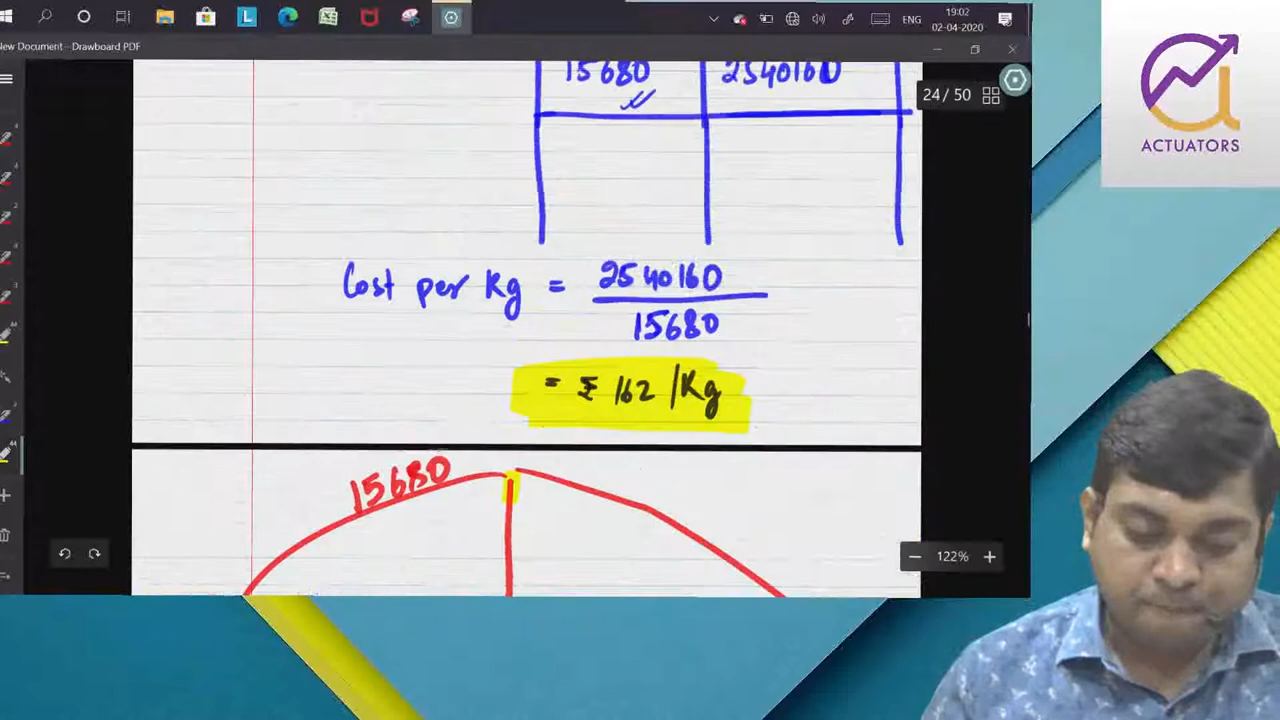 19:02
ENG
02-04-2020
New Document - Drawboard PDF
24 / 50
ACTUATORS
15680
2540160
Cost per Kg = 2540160
15680
= ₹ 162 /Kg
15680
122%